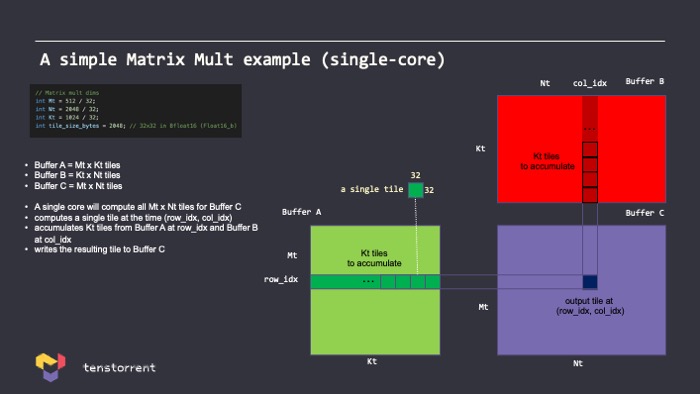 A simple Matrix Mult example (single-core)
// Matrix mult dims
int Mt = 512 / 32;
int Nt = 2048 / 32;
int Kt = 1024 / 32;
int tile_size_bytes = 2048; // 32x32 in Bfloat16 (Float16_b)
• Buffer A = Mt x Kt tiles
• Buffer B = Kt x Nt tiles
• Buffer C = Mt x Nt tiles
• A single core will compute all Mt x Nt tiles for Buffer C
• computes a single tile at the time (row_idx, col_idx)
• accumulates Kt tiles from Buffer A at row_idx and Buffer B
at col_idx
• writes the resulting tile to Buffer C
Nt col_idx Buffer B
...
Kt
Kt tiles
to accumulate
32
a single tile 32
Buffer A
Buffer C
Mt
Kt tiles
to accumulate
row_idx
...
Mt
output tile at
(row_idx, col_idx)
Kt
Nt
tenstorrent